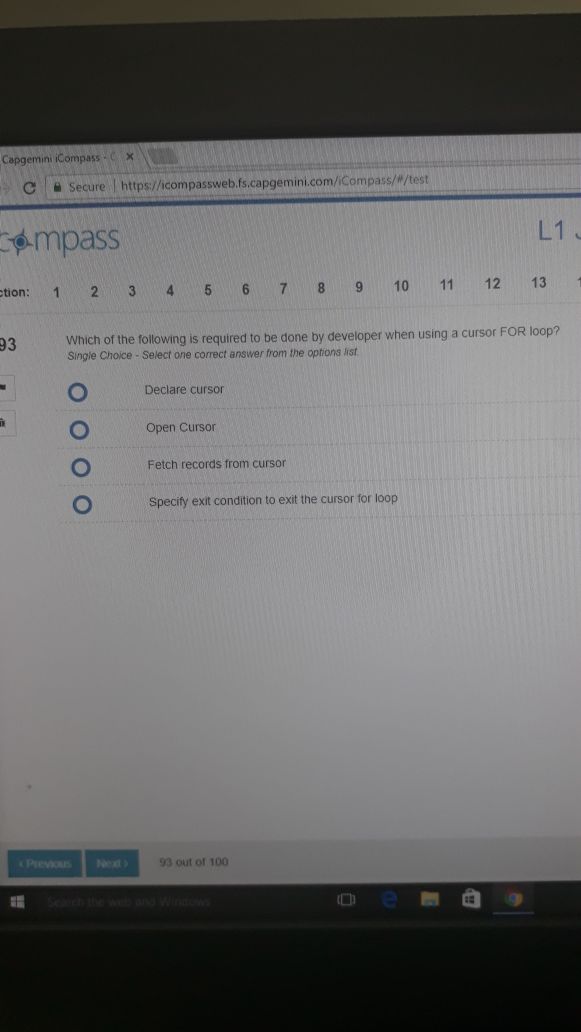 Capgemini iCompass - C
Secure https://icompassweb.fs.capgemini.com/iCompass/#/test
compass
L1
ction: 1 2 3 4 5 6 7 8 9 10 11 12 13
93
Which of the following is required to be done by developer when using a cursor FOR loop?
Single Choice - Select one correct answer from the options list.
Declare cursor
Open Cursor
Fetch records from cursor
Specify exit condition to exit the cursor for loop
‹ Previous Next › 93 out of 100
Search the web and Windows